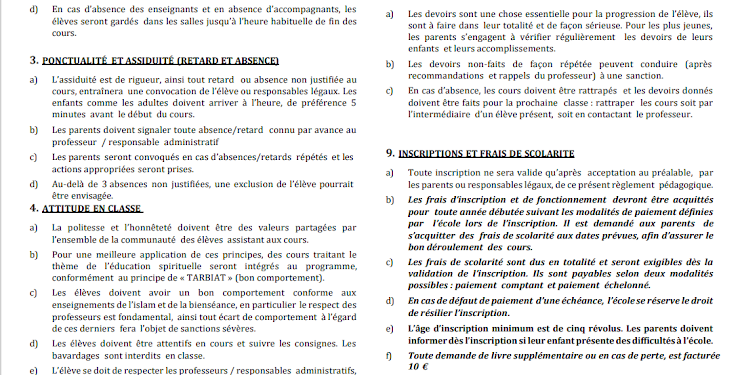 d) En cas d'absence des enseignants et en absence d'accompagnants, les
élèves seront gardés dans les salles jusqu'à l'heure habituelle de fin des
cours.
3. PONCTUALITÉ ET ASSIDUITÉ (RETARD ET ABSENCE)
a) L'assiduité est de rigueur, ainsi tout retard ou absence non justifiée au
cours, entraînera une convocation de l'élève ou responsables légaux. Les
enfants comme les adultes doivent arriver à l'heure, de préférence 5
minutes avant le début du cours.
b) Les parents doivent signaler toute absence/retard connu par avance au
professeur / responsable administratif
c) Les parents seront convoqués en cas d'absences/retards répétés et les
actions appropriées seront prises.
d) Au-delà de 3 absences non justifiées, une exclusion de l'élève pourrait
être envisagée.
4. ATTITUDE EN CLASSE
a) La politesse et l'honnêteté doivent être des valeurs partagées par
l'ensemble de la communauté des élèves assistant aux cours.
b) Pour une meilleure application de ces principes, des cours traitant le
thème de l'éducation spirituelle seront intégrés au programme,
conformément au principe de « TARBIAT » (bon comportement).
c) Les élèves doivent avoir un bon comportement conforme aux
enseignements de l'islam et de la bienséance, en particulier le respect des
professeurs est fondamental, ainsi tout écart de comportement à l'égard
de ces derniers fera l'objet de sanctions sévères.
d) Les élèves doivent être attentifs en cours et suivre les consignes. Les
bavardages sont interdits en classe.
e) L'élève se doit de respecter les professeurs / responsables administratifs,
a) Les devoirs sont une chose essentielle pour la progression de l'élève, ils
sont à faire dans leur totalité et de façon sérieuse. Pour les plus jeunes,
les parents s'engagent à vérifier régulièrement les devoirs de leurs
enfants et leurs accomplissements.
b) Les devoirs non-faits de façon répétée peuvent conduire (après
recommandations et rappels du professeur) à une sanction.
c) En cas d'absence, les cours doivent être rattrapés et les devoirs donnés
doivent être faits pour la prochaine classe : rattraper les cours soit par
l'intermédiaire d'un élève présent, soit en contactant le professeur.
9. INSCRIPTIONS ET FRAIS DE SCOLARITE
a) Toute inscription ne sera valide qu'après acceptation au préalable, par
les parents ou responsables légaux, de ce présent règlement pédagogique.
b) Les frais d'inscription et de fonctionnement devront être acquittés
pour toute année débutée suivant les modalités de paiement définies
par l'école lors de l'inscription. Il est demandé aux parents de
s'acquitter des frais de scolarité aux dates prévues, afin d'assurer le
bon déroulement des cours.
c) Les frais de scolarité sont dus en totalité et seront exigibles dès la
validation de l'inscription. Ils sont payables selon deux modalités
possibles : paiement comptant et paiement échelonné.
d) En cas de défaut de paiement d'une échéance, l'école se réserve le droit
de résilier l'inscription.
e) L'âge d'inscription minimum est de cinq révolus. Les parents doivent
informer dès l'inscription si leur enfant présente des difficultés à l'école.
f) Toute demande de livre supplémentaire ou en cas de perte, est facturée
10 €